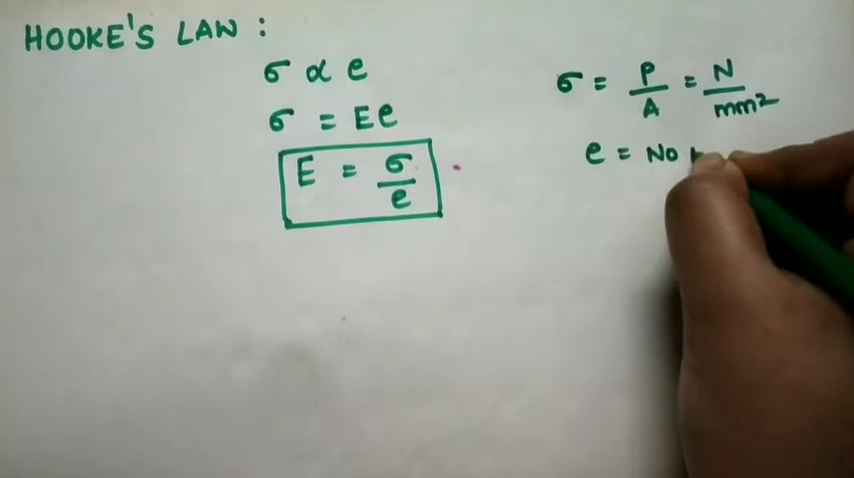 HOOKE'S LAW :
σ ∝ e
σ = Ee
E = σ/e
σ = P/A = N/mm²
e = NO